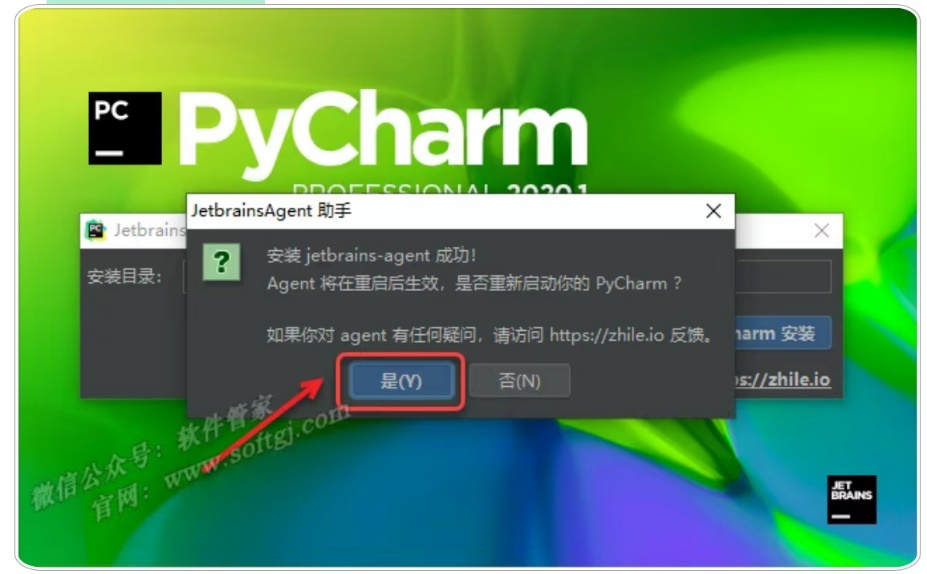 PC
PyCharm
PROFESSIONAL 2020.1
JetbrainsAgent 助手
Jetbrains
安装 jetbrains-agent 成功!
Agent 将在重启后生效，是否重新启动你的 PyCharm ?
安装目录:
如果你对 agent 有任何疑问，请访问 https://zhile.io 反馈。
harm 安装
是(Y)
否(N)
ps://zhile.io
微信公众号：软件管家
官网：www.softgj.com
JET
BRAINS